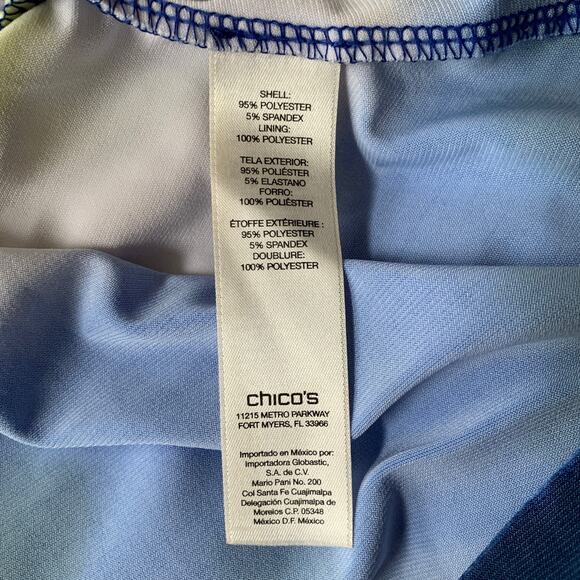 SHELL:
95% POLYESTER
5% SPANDEX
LINING:
100% POLYESTER
TELA EXTERIOR:
95% POLIÉSTER
5% ELASTANO
FORRO:
100% POLIÉSTER
ÉTOFFE EXTÉRIEURE :
95% POLYESTER
5% SPANDEX
DOUBLURE:
100% POLYESTER
chico's
11215 METRO PARKWAY
FORT MYERS, FL 33966
Importado en México por:
Importadora Globastic,
S.A. de C.V.
Mario Pani No. 200
Col Santa Fe Cuajimalpa
Delegación Cuajimalpa de
Morelos C.P. 05348
México D.F. México